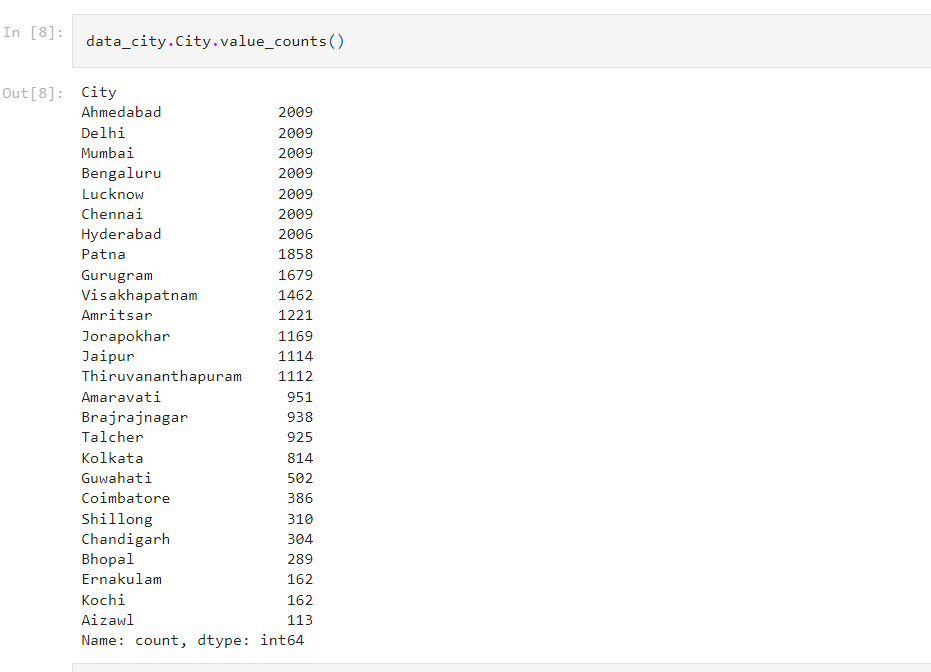 In [8]:
data_city.City.value_counts()
Out[8]:
City
Ahmedabad 2009
Delhi 2009
Mumbai 2009
Bengaluru 2009
Lucknow 2009
Chennai 2009
Hyderabad 2006
Patna 1858
Gurugram 1679
Visakhapatnam 1462
Amritsar 1221
Jorapokhar 1169
Jaipur 1114
Thiruvananthapuram 1112
Amaravati 951
Brajrajnagar 938
Talcher 925
Kolkata 814
Guwahati 502
Coimbatore 386
Shillong 310
Chandigarh 304
Bhopal 289
Ernakulam 162
Kochi 162
Aizawl 113
Name: count, dtype: int64